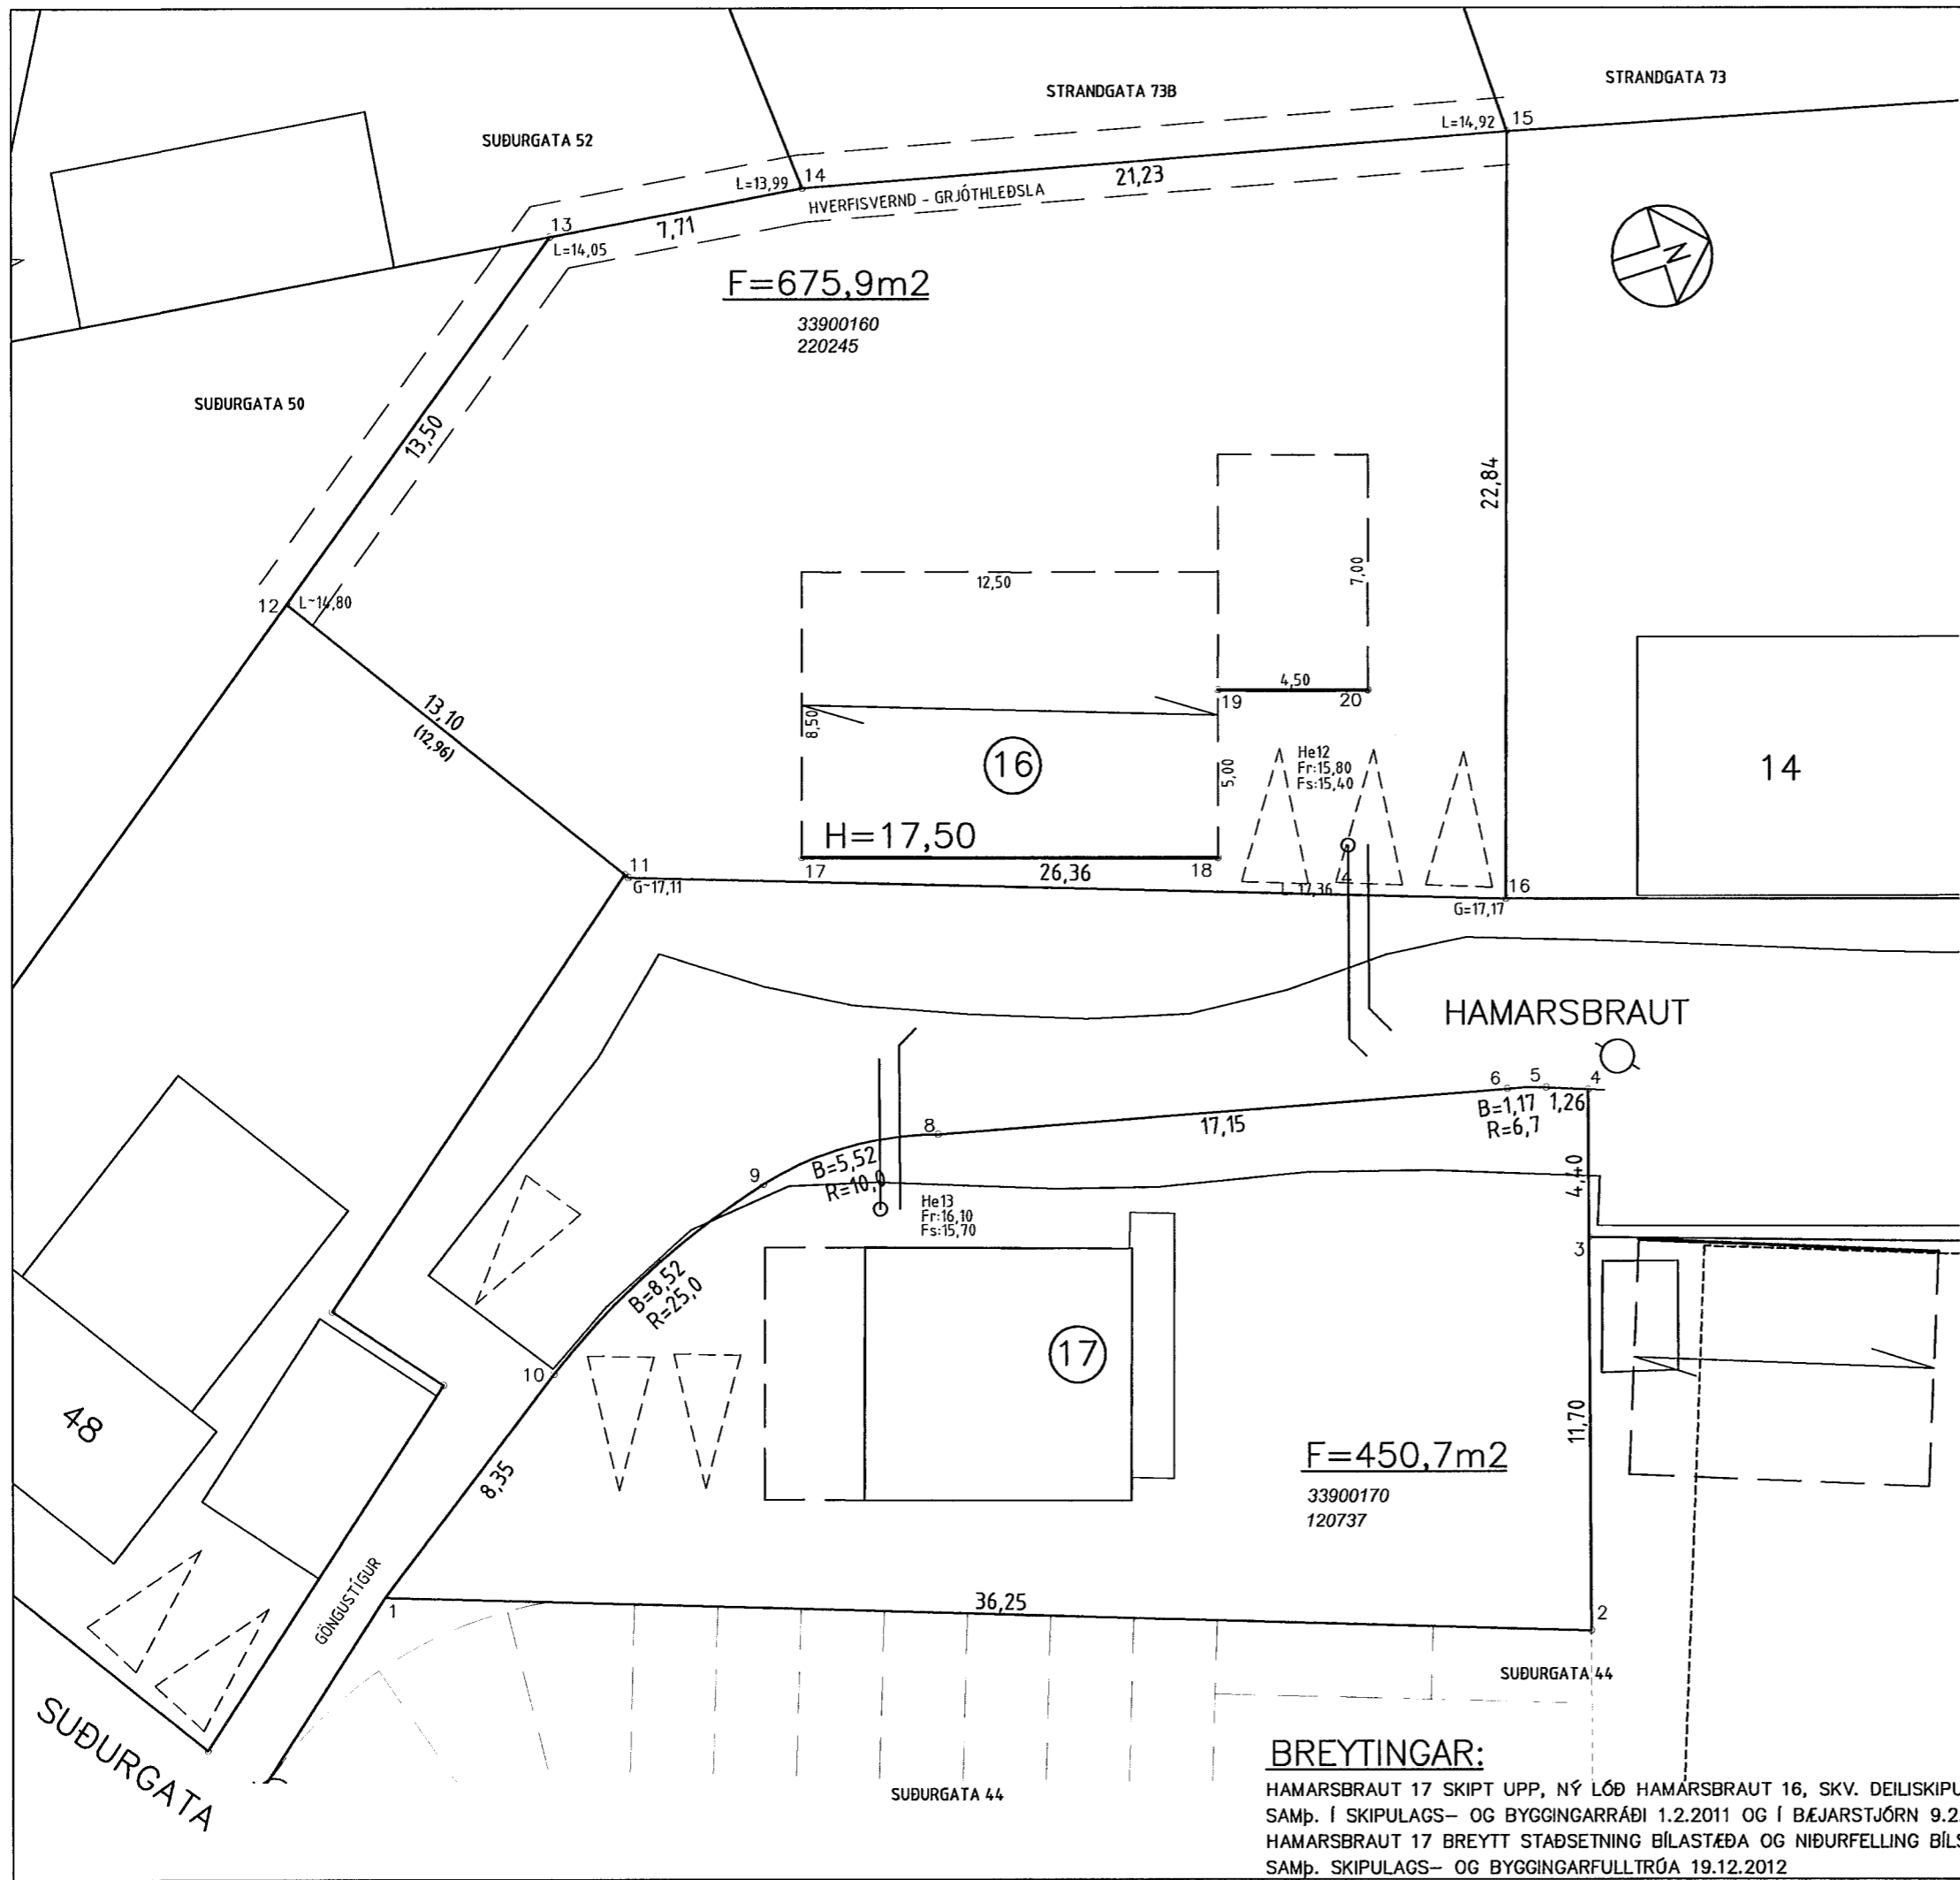 STRANDGATA 73
STRANDGATA 73B
L=14,92
15
SUÐURGATA 52
L=13,99
14
21,23
HVERFISVERND - GRJÓTHLEÐSLA
13
7,71
L=14,05
N
F=675,9m2
33900160
220245
SUÐURGATA 50
13,50
22,84
12,50
7,00
12
L~14,80
4,50
19
20
13,10
(12,96)
8,50
16
5,00
He12
Fr:15,80
Fs:15,40
14
H=17,50
11
G~17,11
17
26,36
18
L
17,36
4
16
G=17,17
HAMARSBRAUT
6
5
4
B=1,17
1,26
R=6,7
8
17,15
9
B=5,52
R=10,0
4,40
He13
Fr:16,10
Fs:15,70
3
B=8,52
R=25,0
17
10
48
8,35
11,70
F=450,7m2
33900170
120737
GÖNGUSTÍGUR
1
36,25
2
SUÐURGATA 44
SUÐURGATA
SUÐURGATA 44
BREYTINGAR:
HAMARSBRAUT 17 SKIPT UPP, NÝ LÓÐ HAMARSBRAUT 16, SKV. DEILISKIPU
SAMÞ. Í SKIPULAGS- OG BYGGINGARRÁÐI 1.2.2011 OG Í BÆJARSTJÓRN 9.2.
HAMARSBRAUT 17 BREYTT STAÐSETNING BÍLASTÆÐA OG NIÐURFELLING BÍLS
SAMÞ. SKIPULAGS- OG BYGGINGARFULLTRÚA 19.12.2012